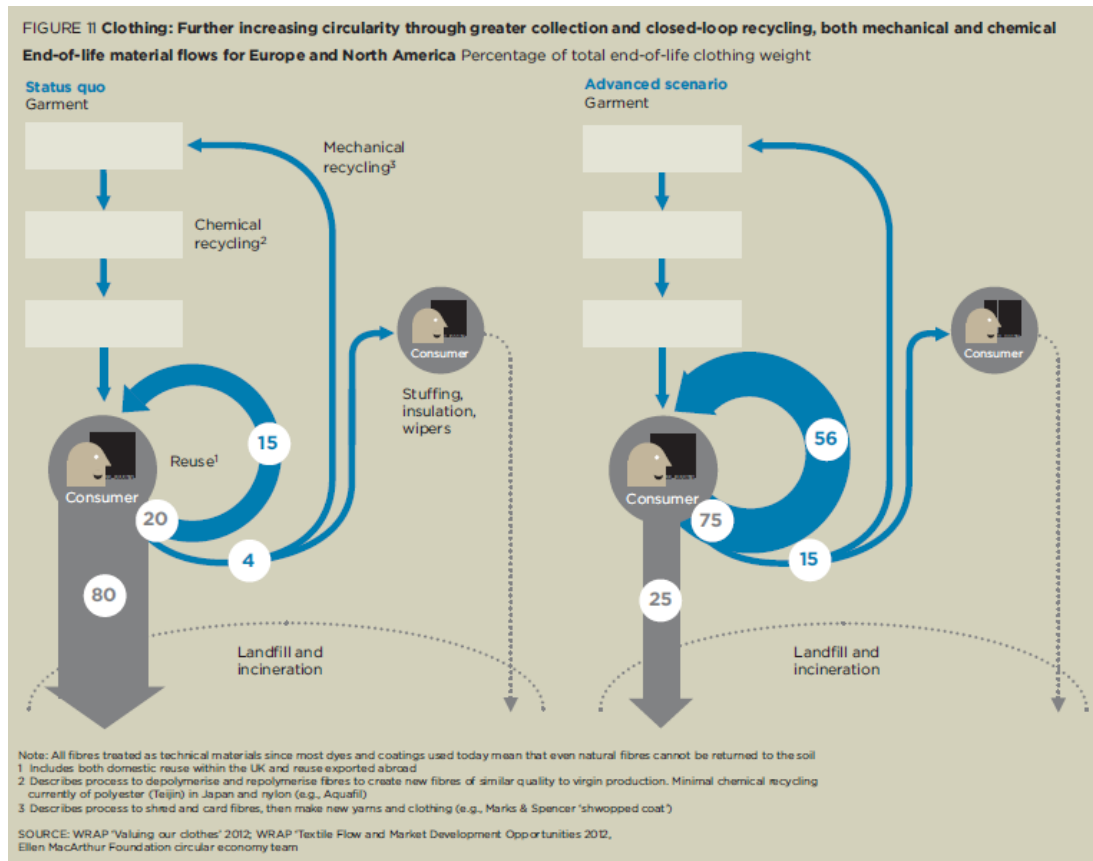 FIGURE 11 Clothing: Further increasing circularity through greater collection and closed-loop recycling, both mechanical and chemical
End-of-life material flows for Europe and North America Percentage of total end-of-life clothing weight
Status quo
Garment
Mechanical
recycling3
Chemical
recycling2
Consumer
Stuffing,
insulation,
wipers
15
Reuse1
Consumer
20
4
80
Landfill and
incineration
Advanced scenario
Garment
Consumer
56
Consumer
75
15
25
Landfill and
incineration
Note: All fibres treated as technical materials since most dyes and coatings used today mean that even natural fibres cannot be returned to the soil
1 Includes both domestic reuse within the UK and reuse exported abroad
2 Describes process to depolymerise and repolymerise fibres to create new fibres of similar quality to virgin production. Minimal chemical recycling
currently of polyester (Teijin) in Japan and nylon (e.g., Aquafil)
3 Describes process to shred and card fibres, then make new yarns and clothing (e.g., Marks & Spencer 'shwopped coat')
SOURCE: WRAP 'Valuing our clothes' 2012; WRAP 'Textile Flow and Market Development Opportunities 2012,
Ellen MacArthur Foundation circular economy team